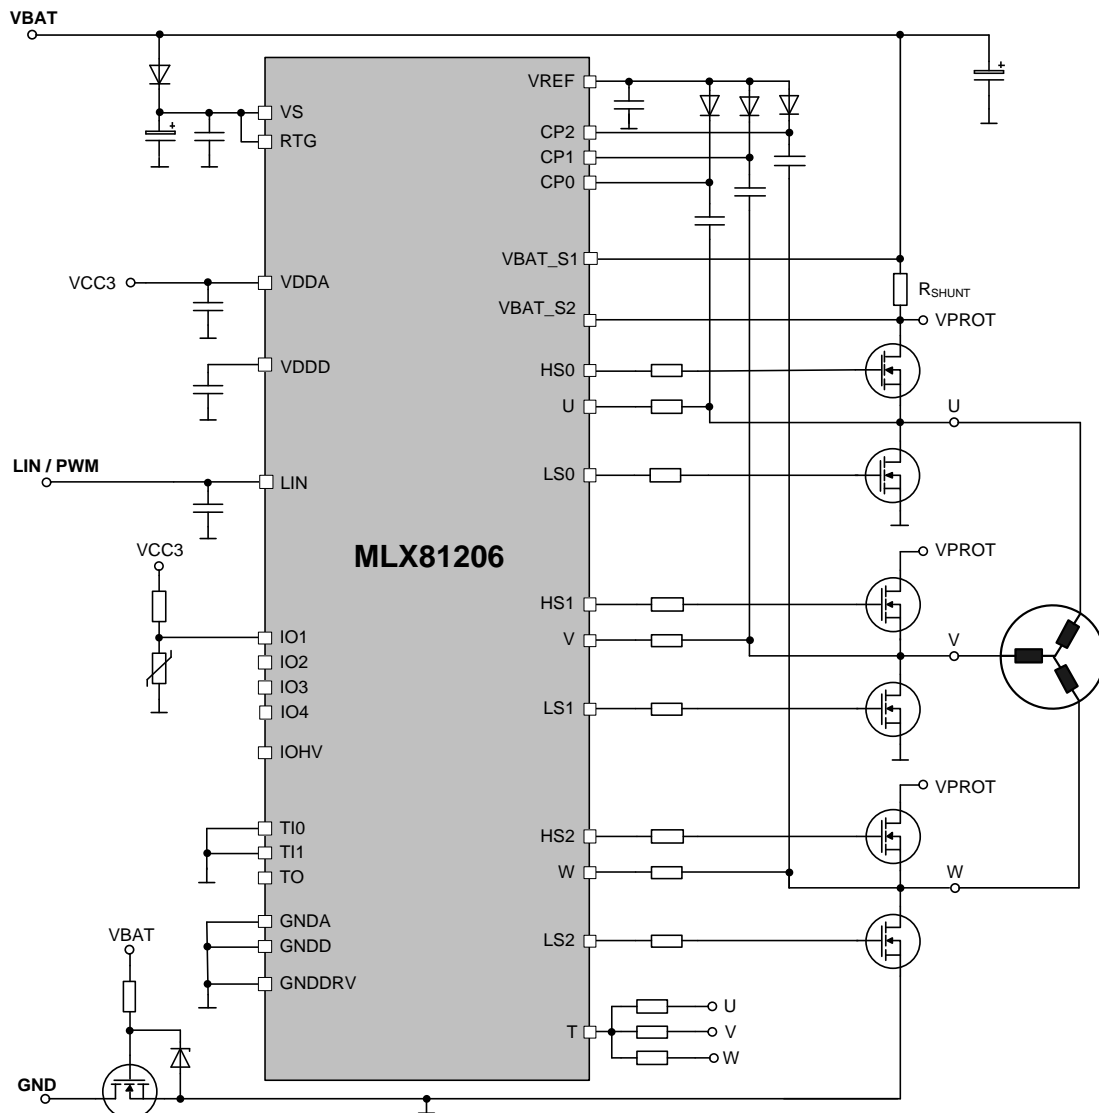 VBAT
VS
RTG
VCC3
VDDA
VDDD
LIN / PWM
LIN
VCC3
IO1
IO2
IO3
IO4
IOHV
TI0
TI1
TO
GNDA
GNDD
GNDDRV
VBAT
GND
MLX81206
VREF
CP2
CP1
CP0
VBAT_S1
VBAT_S2
HS0
U
LS0
HS1
V
LS1
HS2
W
LS2
T
RSHUNT
VPROT
U
VPROT
V
VPROT
W
U
V
W
+
+